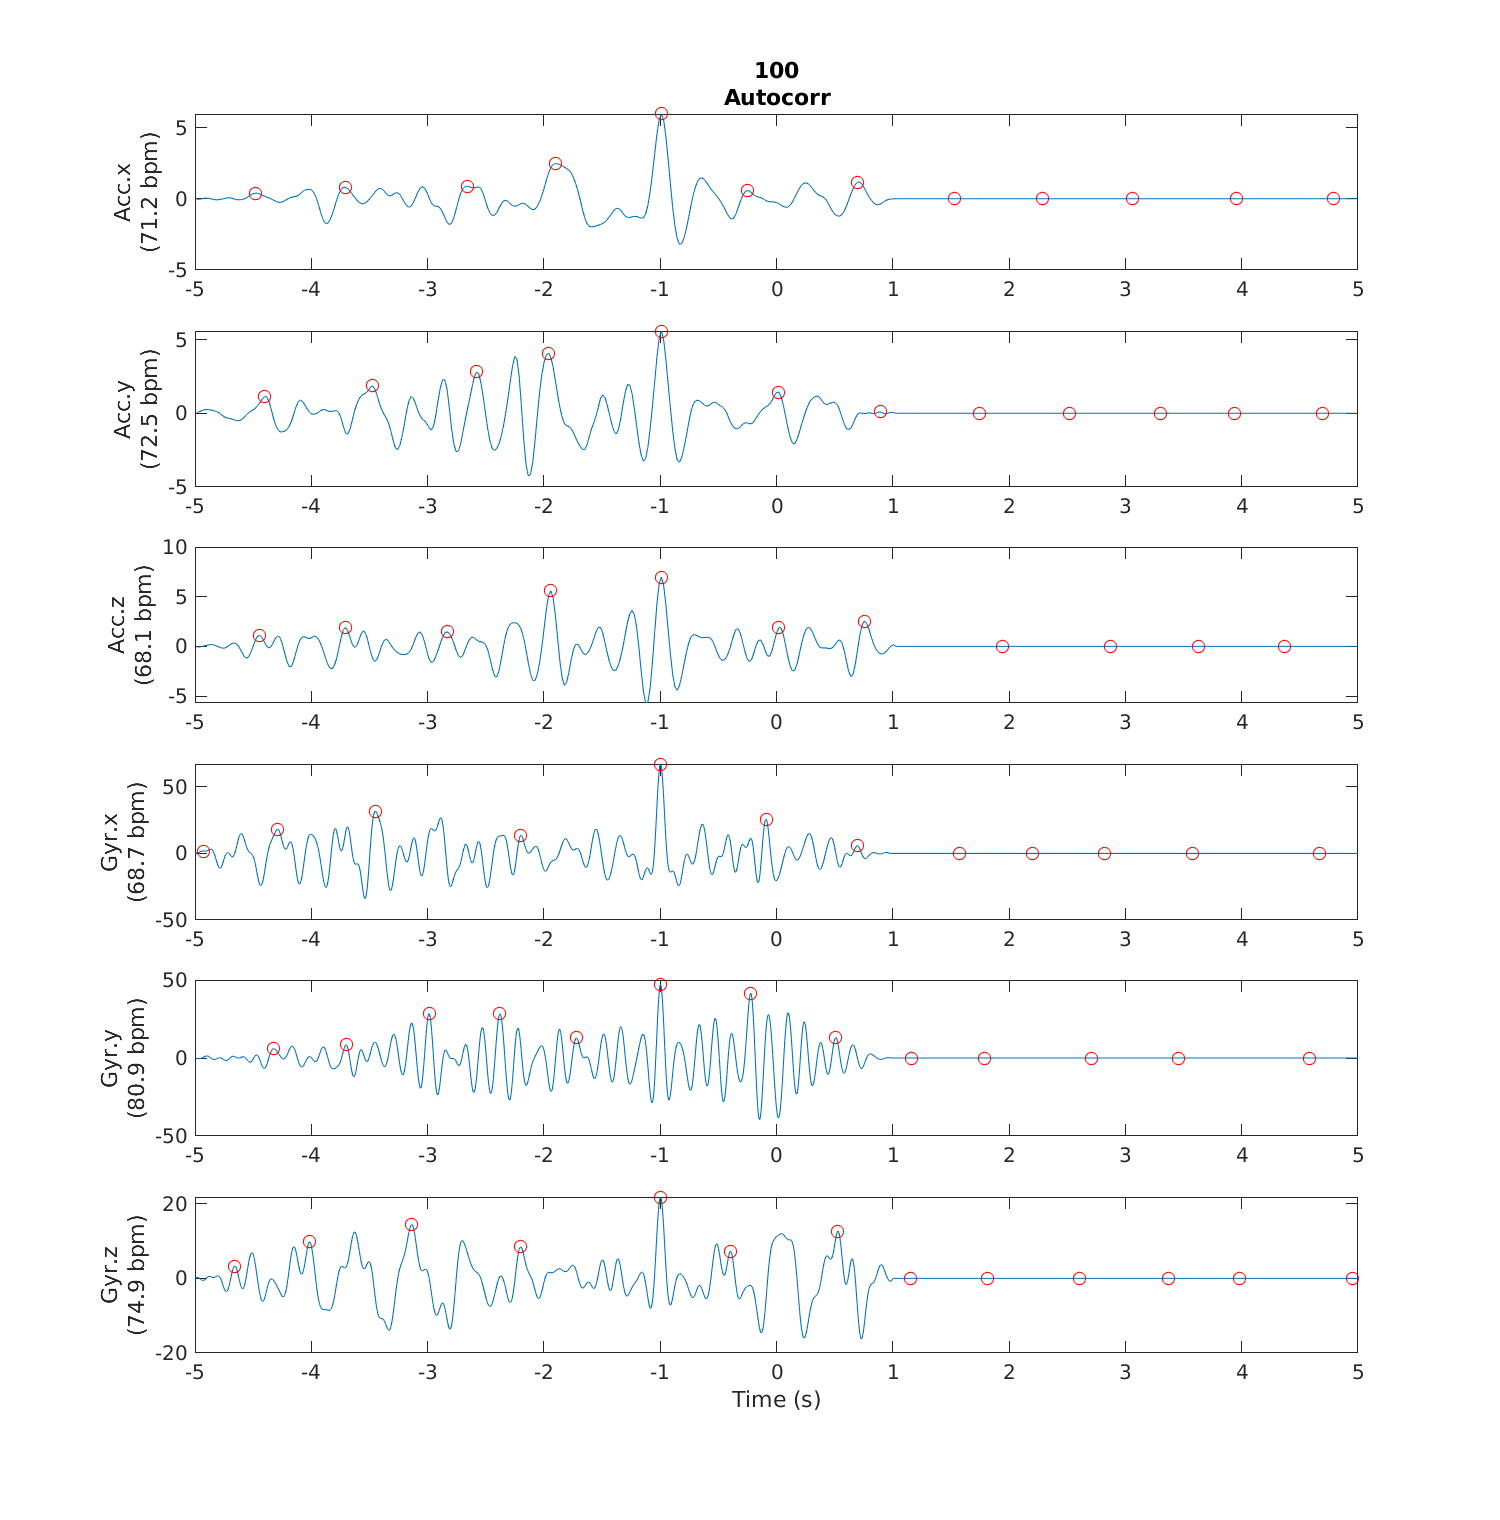 100
Autocorr
Acc.x
(71.2 bpm)
5
0
-5
-5 -4 -3 -2 -1 0 1 2 3 4 5
Acc.y
(72.5 bpm)
5
0
-5
-5 -4 -3 -2 -1 0 1 2 3 4 5
Acc.z
(68.1 bpm)
10
5
0
-5
-5 -4 -3 -2 -1 0 1 2 3 4 5
Gyr.x
(68.7 bpm)
50
0
-50
-5 -4 -3 -2 -1 0 1 2 3 4 5
Gyr.y
(80.9 bpm)
50
0
-50
-5 -4 -3 -2 -1 0 1 2 3 4 5
Gyr.z
(74.9 bpm)
20
0
-20
-5 -4 -3 -2 -1 0 1 2 3 4 5
Time (s)